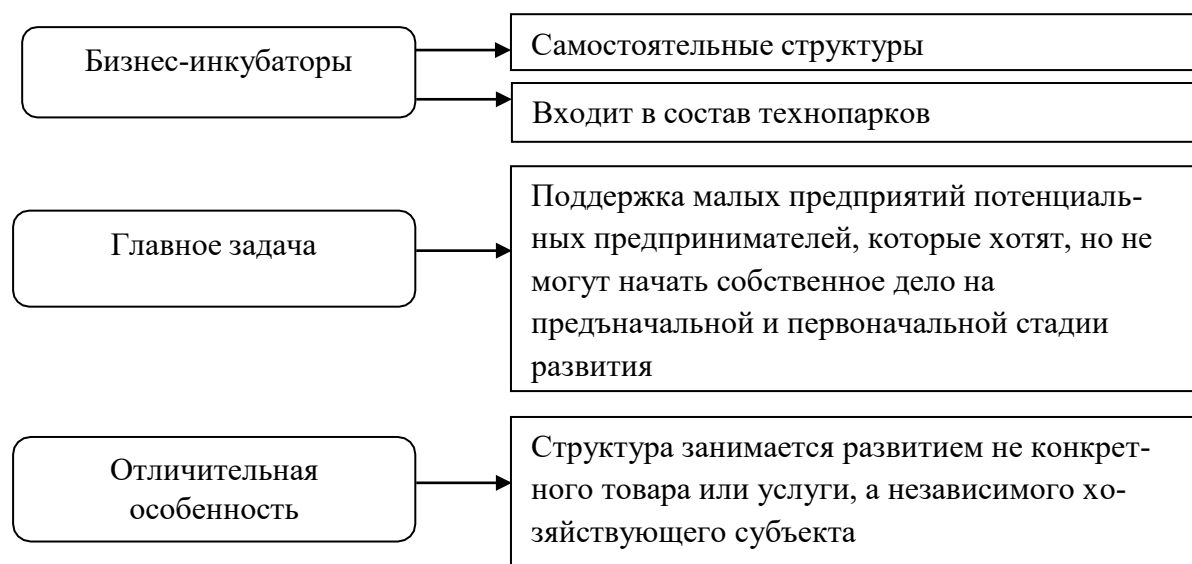 Бизнес-инкубаторы
Самостоятельные структуры
Входит в состав технопарков
Главное задача
Поддержка малых предприятий потенциаль-
ных предпринимателей, которые хотят, но не
могут начать собственное дело на
предъначальной и первоначальной стадии
развития
Отличительная
особенность
Структура занимается развитием не конкрет-
ного товара или услуги, а независимого хо-
зяйствующего субъекта